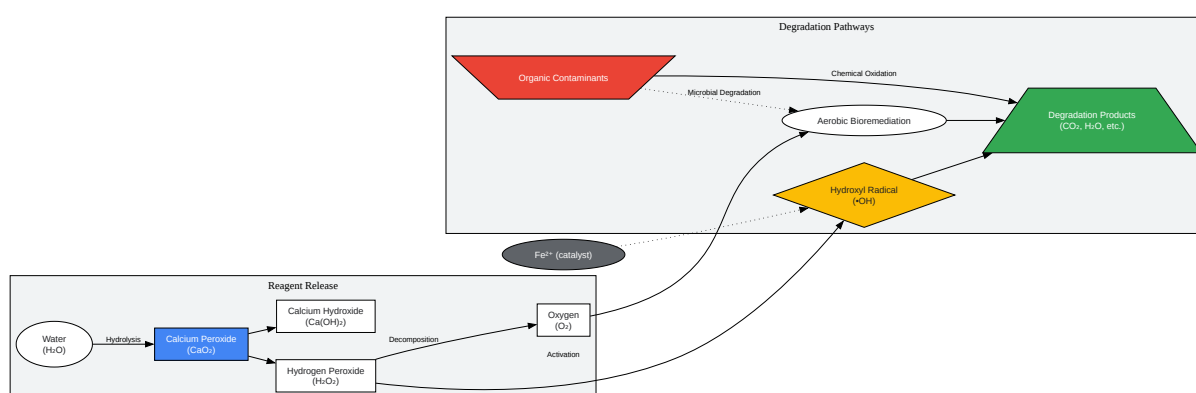 Degradation Pathways
Organic Contaminants
Chemical Oxidation
Microbial Degradation
Aerobic Bioremediation
Degradation Products
(CO₂, H₂O, etc.)
Hydroxyl Radical
(•OH)
Fe²⁺ (catalyst)
Reagent Release
Water
(H₂O)
Hydrolysis
Calcium Peroxide
(CaO₂)
Calcium Hydroxide
(Ca(OH)₂)
Hydrogen Peroxide
(H₂O₂)
Decomposition
Oxygen
(O₂)
Activation